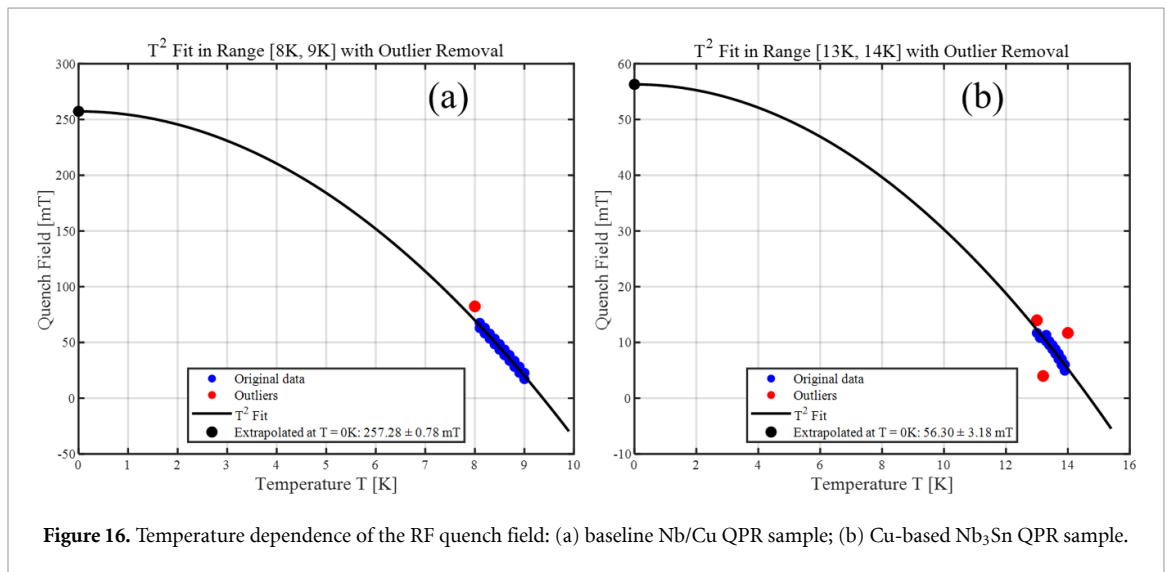 T² Fit in Range [8K, 9K] with Outlier Removal
300
250
200
150
100
50
0
-50
Quench Field [mT]
(a)
Original data
Outliers
T² Fit
Extrapolated at T = 0K: 257.28 ± 0.78 mT
0 1 2 3 4 5 6 7 8 9 10
Temperature T [K]
T² Fit in Range [13K, 14K] with Outlier Removal
60
50
40
30
20
10
0
-10
Quench Field [mT]
(b)
Original data
Outliers
T² Fit
Extrapolated at T = 0K: 56.30 ± 3.18 mT
0 2 4 6 8 10 12 14 16
Temperature T [K]
Figure 16. Temperature dependence of the RF quench field: (a) baseline Nb/Cu QPR sample; (b) Cu-based Nb₃Sn QPR sample.